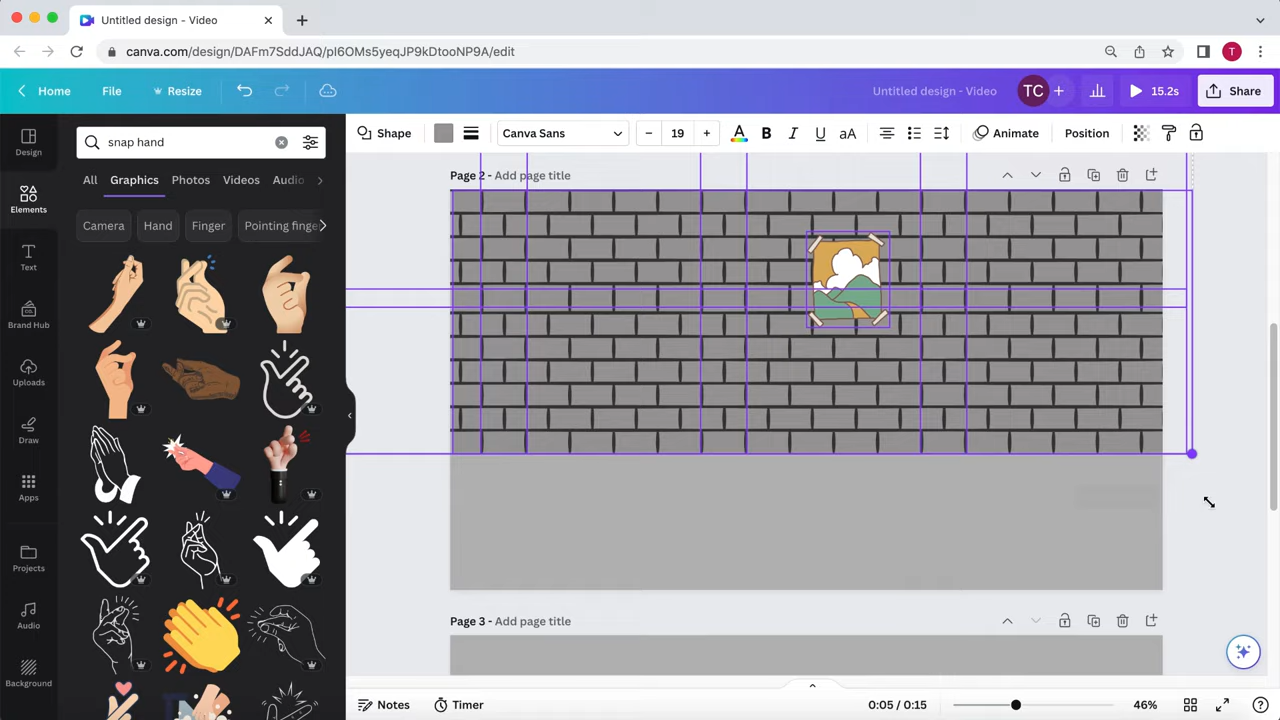 Untitled design - Video
canva.com/design/DAFm7SddJAQ/pI6OMs5yeqJP9kDtooNP9A/edit
T
Home
File
Resize
Untitled design - Video
TC
15.2s
Share
Design
Elements
Text
Brand Hub
Uploads
Draw
Apps
Projects
Audio
Background
snap hand
All
Graphics
Photos
Videos
Audio
Camera
Hand
Finger
Pointing finge
Shape
Canva Sans
19
A
B
I
U
aA
Animate
Position
Page 2 - Add page title
Page 3 - Add page title
Notes
Timer
0:05 / 0:15
46%